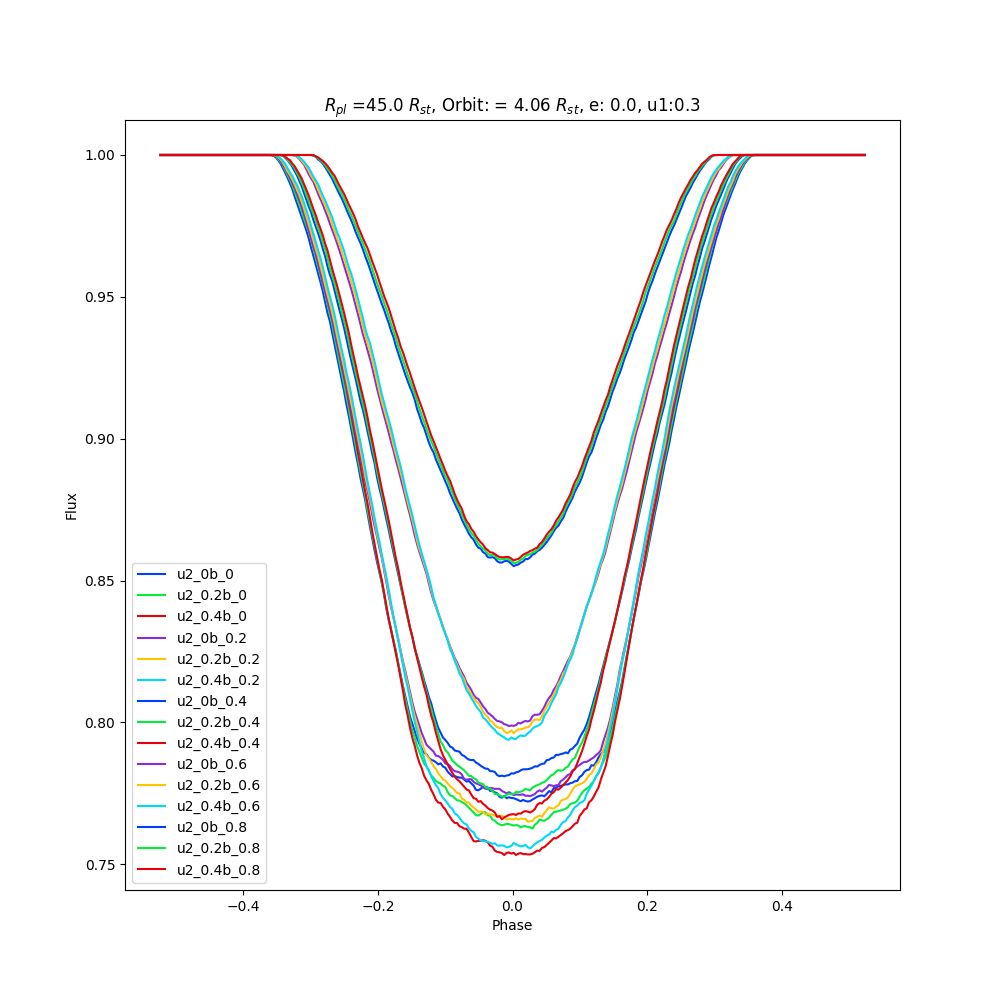 R_pl =45.0 R_st, Orbit: = 4.06 R_st, e: 0.0, u1:0.3
1.00
0.95
0.90
0.85
0.80
0.75
Flux
u2_0b_0
u2_0.2b_0
u2_0.4b_0
u2_0b_0.2
u2_0.2b_0.2
u2_0.4b_0.2
u2_0b_0.4
u2_0.2b_0.4
u2_0.4b_0.4
u2_0b_0.6
u2_0.2b_0.6
u2_0.4b_0.6
u2_0b_0.8
u2_0.2b_0.8
u2_0.4b_0.8
−0.4 −0.2 0.0 0.2 0.4
Phase